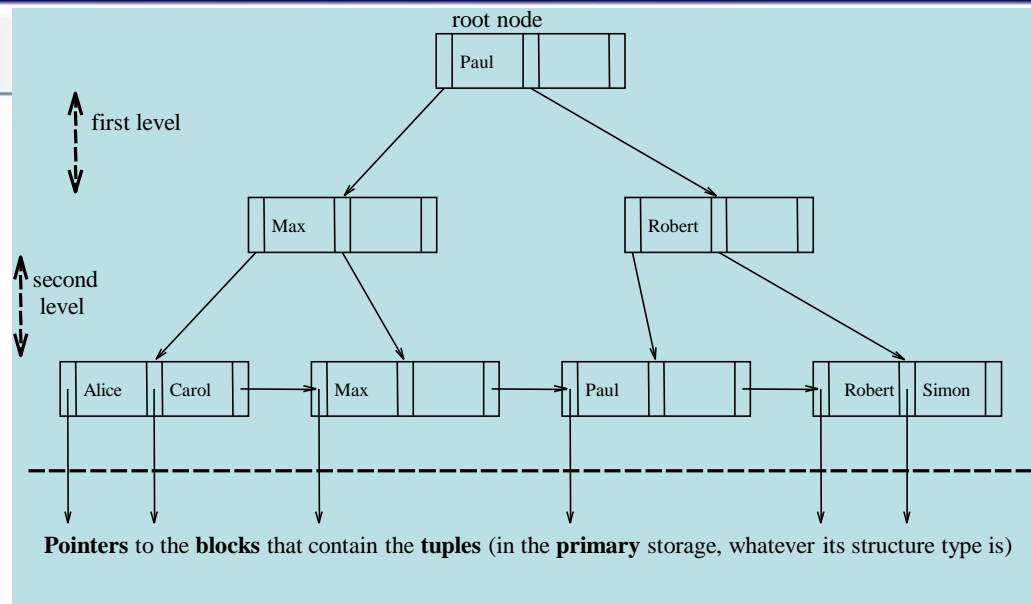 root node
Paul
first level
Max
Robert
second
level
Alice Carol Max Paul Robert Simon
Pointers to the blocks that contain the tuples (in the primary storage, whatever its structure type is)